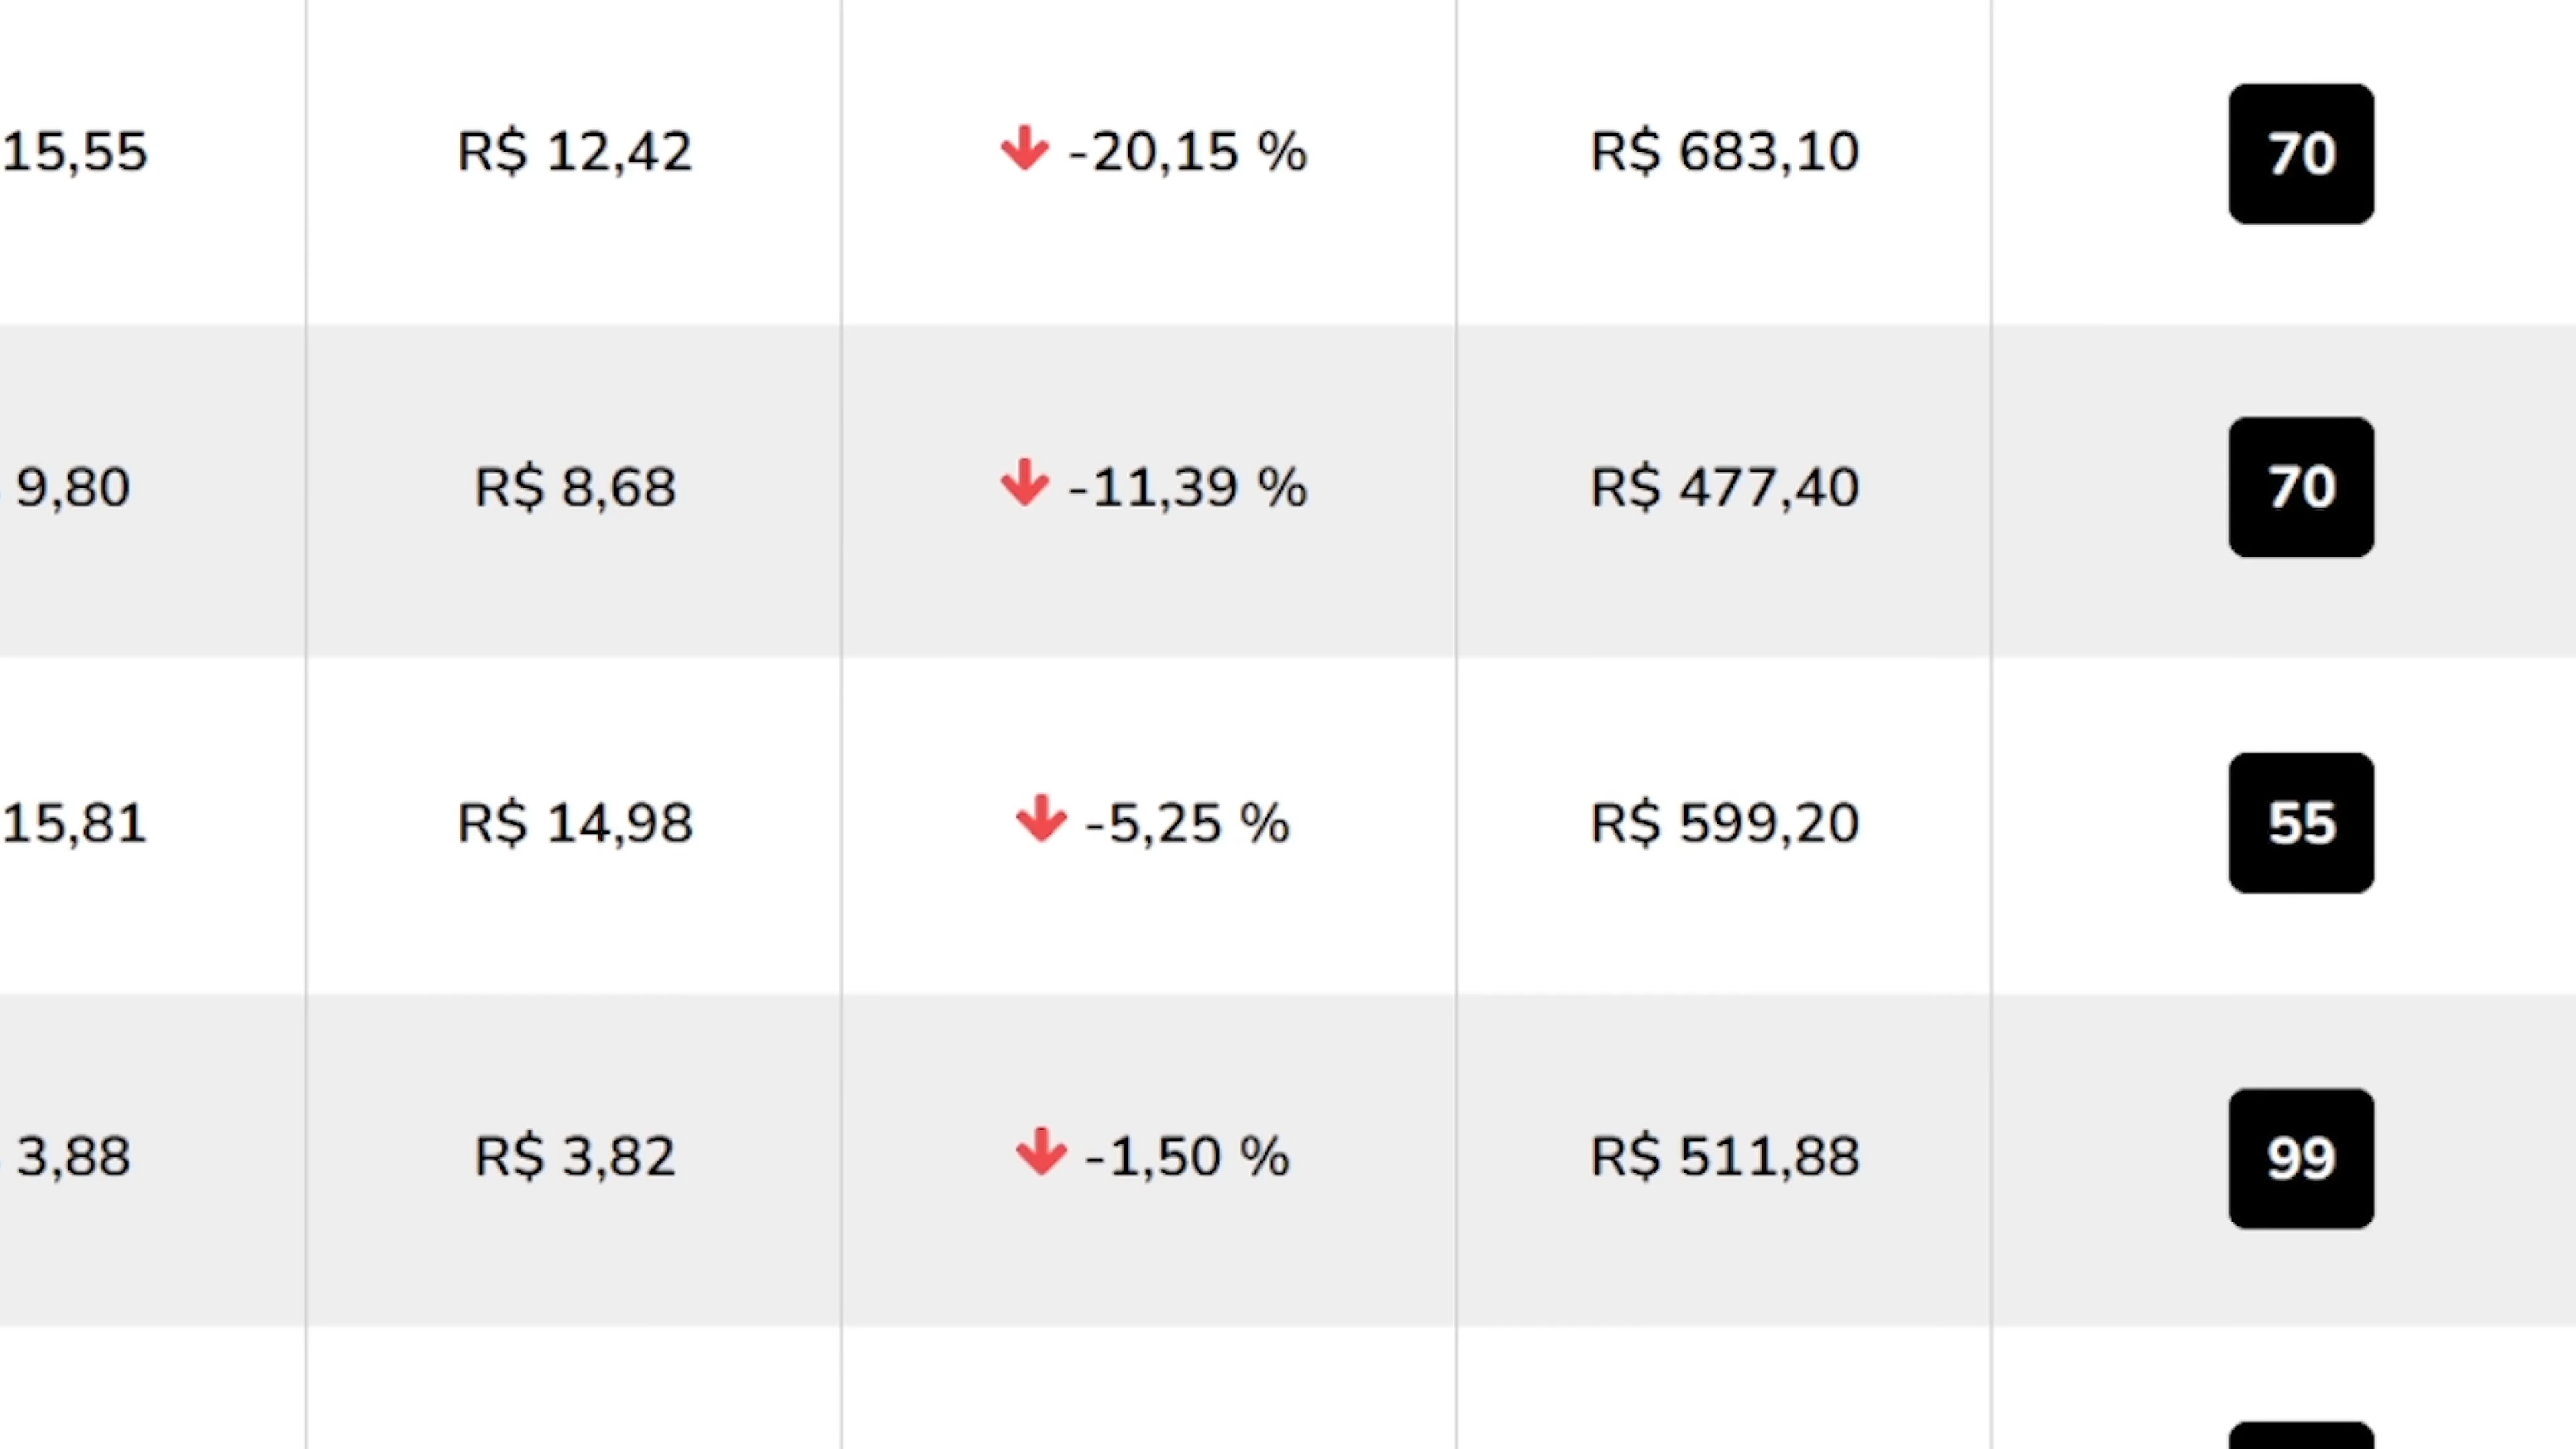 15,55 R$ 12,42 -20,15 % R$ 683,10 70
9,80 R$ 8,68 -11,39 % R$ 477,40 70
15,81 R$ 14,98 -5,25 % R$ 599,20 55
3,88 R$ 3,82 -1,50 % R$ 511,88 99